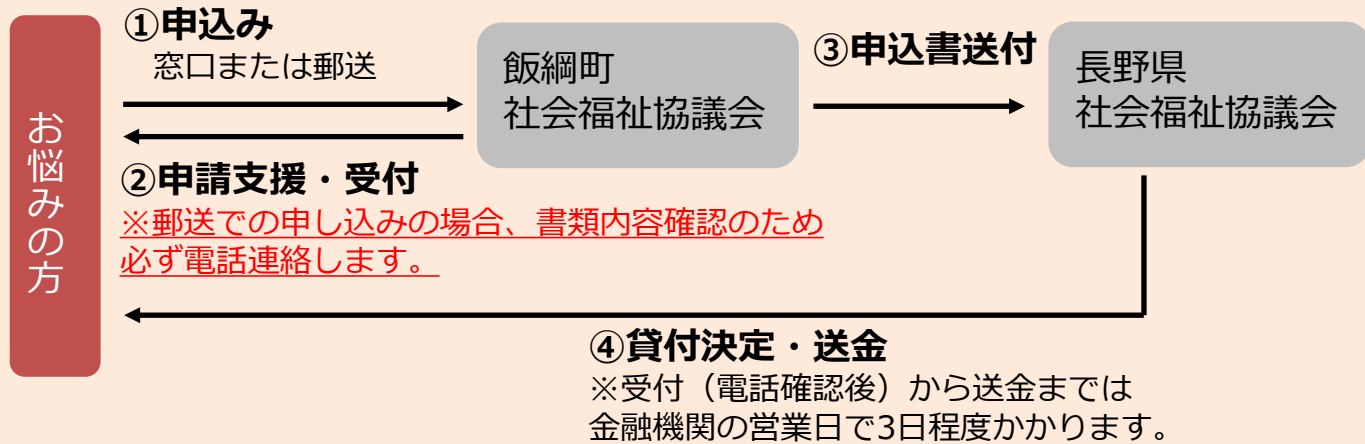 お悩みの方
①申込み
窓口または郵送
飯綱町
社会福祉協議会
③申込書送付
長野県
社会福祉協議会
②申請支援・受付
※郵送での申し込みの場合、書類内容確認のため
必ず電話連絡します。
④貸付決定・送金
※受付（電話確認後）から送金までは
金融機関の営業日で3日程度かかります。